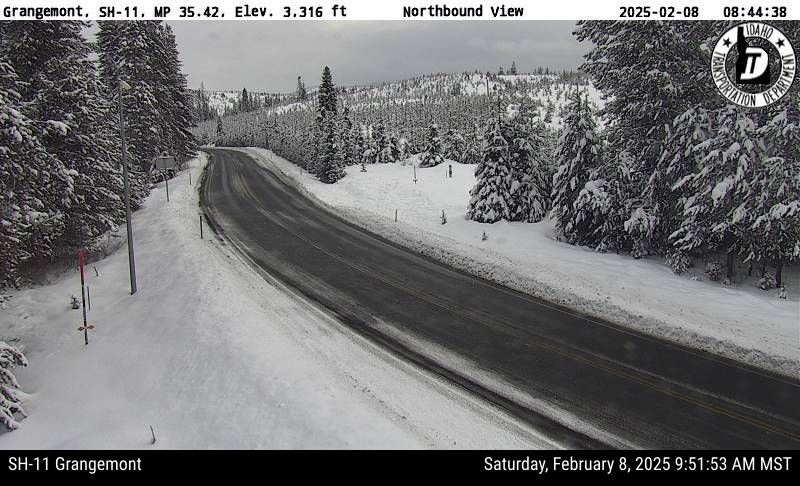 Grangemont, SH-11, MP 35.42, Elev. 3,316 ft Northbound View 2025-02-08 08:44:38
IDAHO
TRANSPORTATION DEPARTMENT
SH-11 Grangemont Saturday, February 8, 2025 9:51:53 AM MST